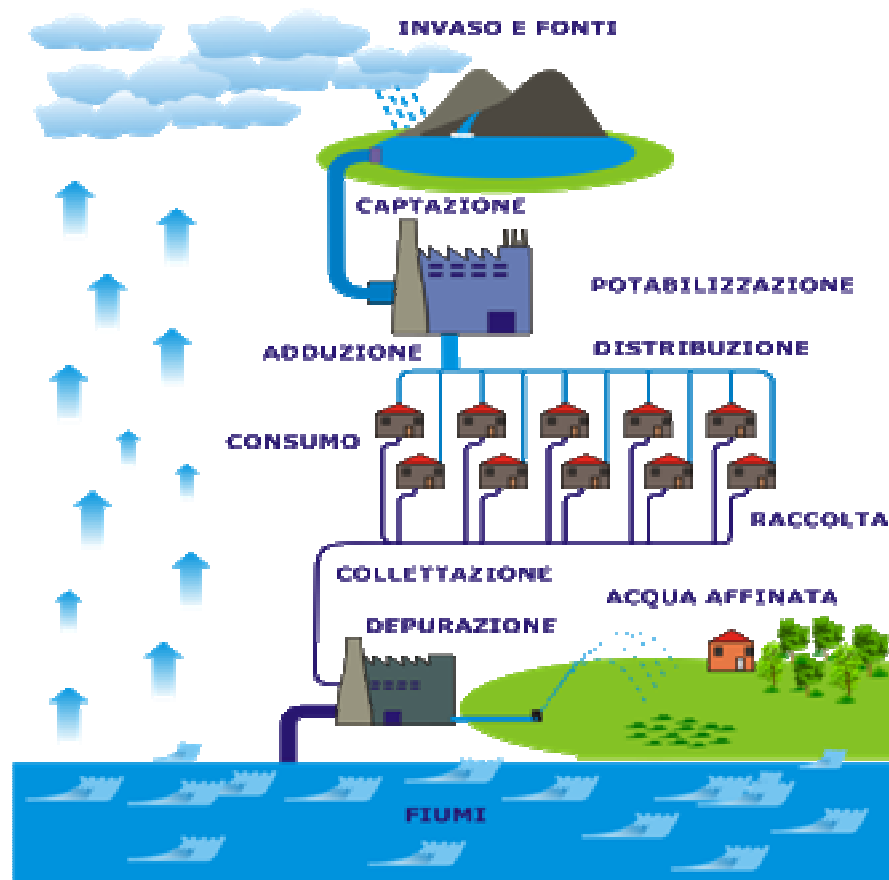 INVASO E FONTI
CAPTAZIONE
POTABILIZZAZIONE
ADDUZIONE
DISTRIBUZIONE
CONSUMO
RACCOLTA
COLLETTAZIONE
ACQUA AFFINATA
DEPURAZIONE
FIUMI